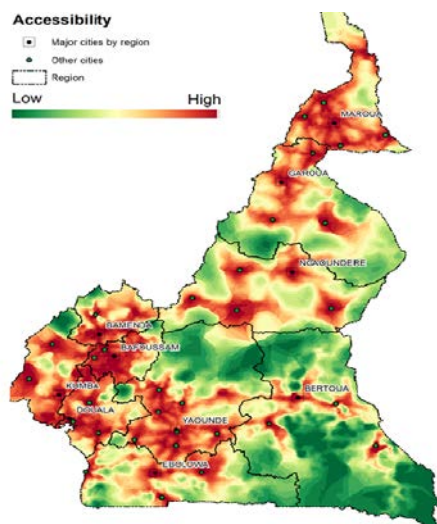 Accessibility
Major cities by region
Other cities
Region
Low High
MAROUA
GAROUA
NGAOUNDERE
BAMENDA
BAFOUSSAM
KUMBA
BERTOUA
DOUALA
YAOUNDE
EBOLOWA